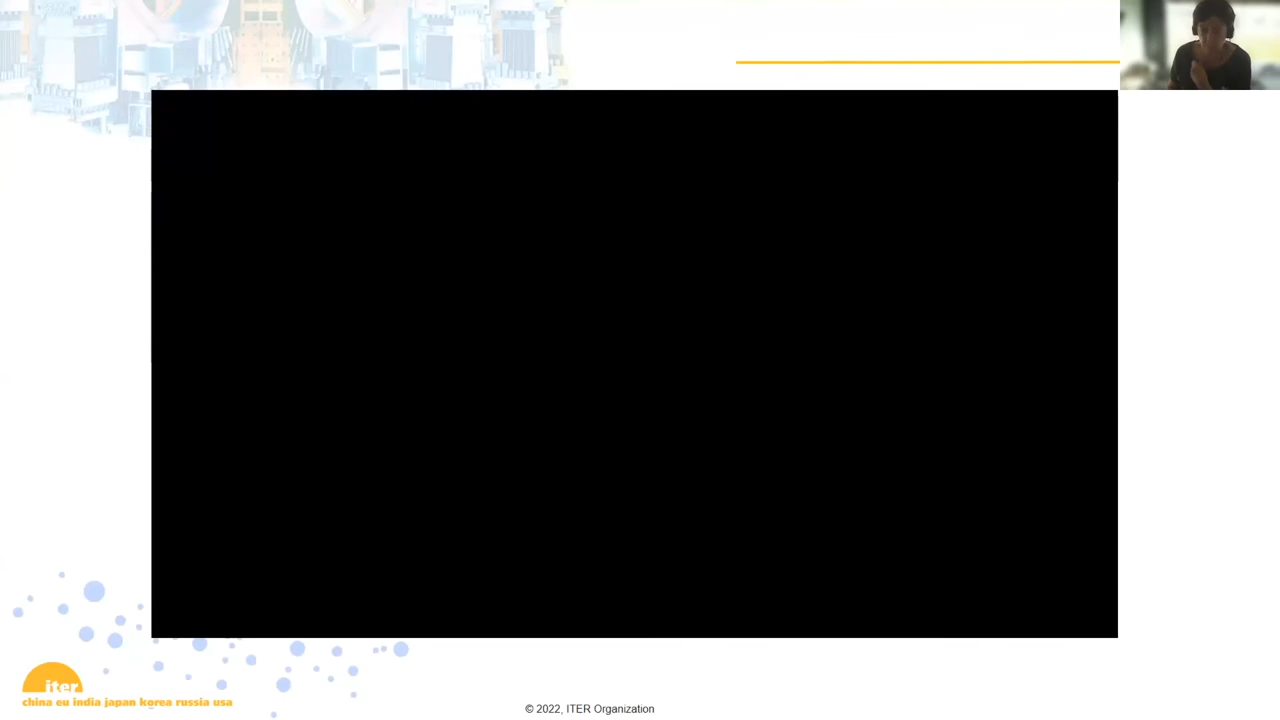 iter
china eu india japan korea russia usa
© 2022, ITER Organization